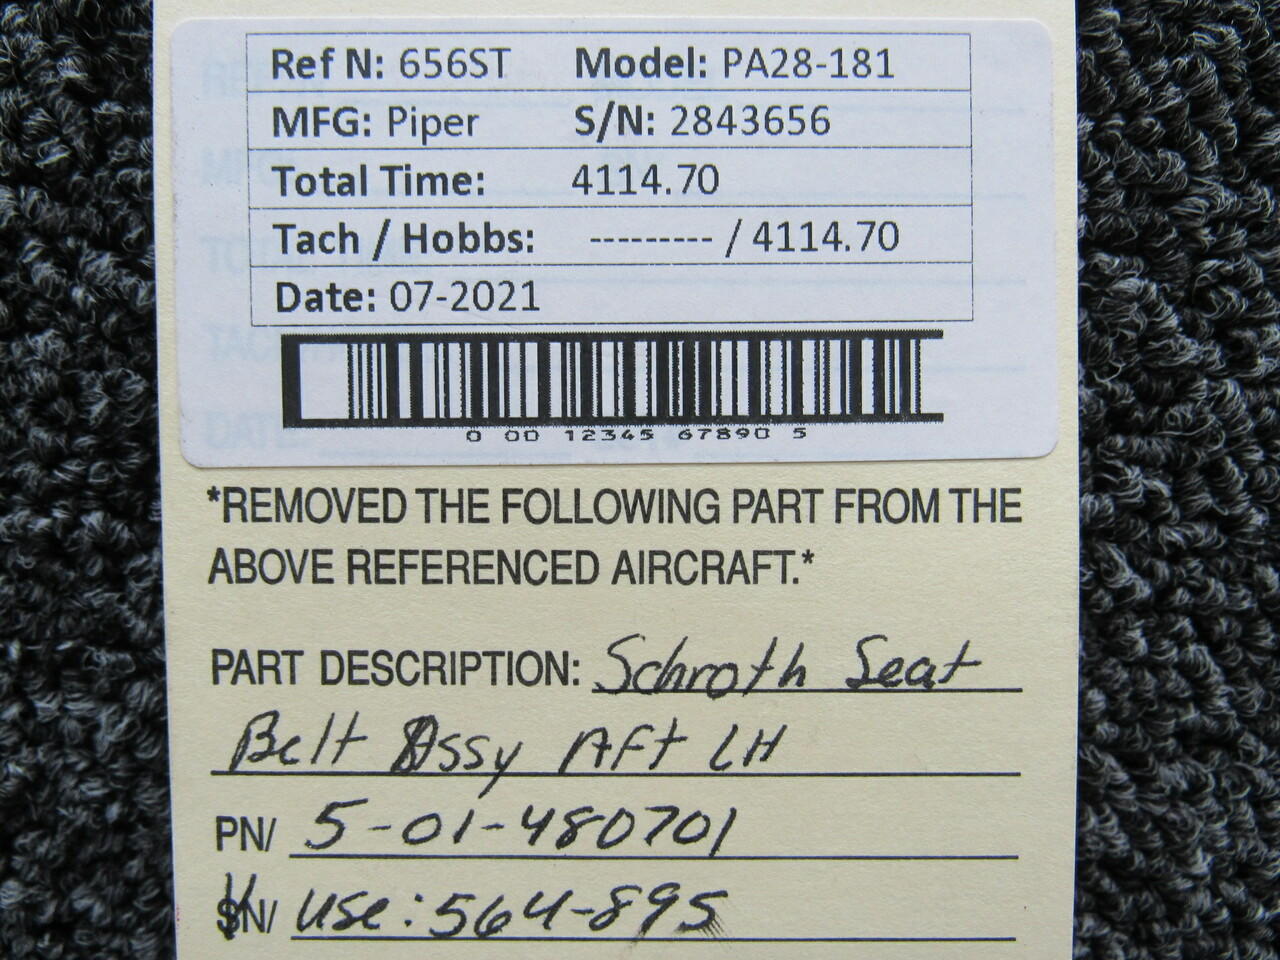 Ref N: 656ST Model: PA28-181
MFG: Piper S/N: 2843656
Total Time: 4114.70
Tach / Hobbs: --------- / 4114.70
Date: 07-2021
0 00 12345 67890 5
*REMOVED THE FOLLOWING PART FROM THE
ABOVE REFERENCED AIRCRAFT.*
PART DESCRIPTION: Schroth Seat
Belt Assy Aft LH
PN/ 5-01-480701
N/ use: 564-895